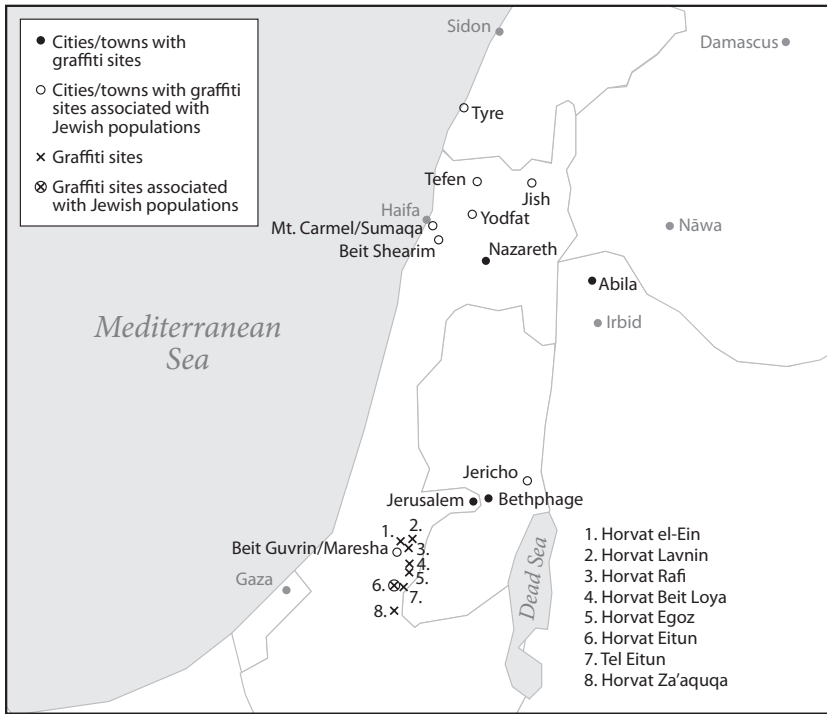 Cities/towns with
graffiti sites
Cities/towns with graffiti
sites associated with
Jewish populations
Graffiti sites
Graffiti sites associated
with Jewish populations
Sidon
Damascus
Tyre
Tefen
Jish
Haifa
Yodfat
Mt. Carmel/Sumaqa
Beit Shearim
Nazareth
Nāwa
Abila
Irbid
Mediterranean
Sea
Jericho
Jerusalem
Bethphage
1.
2.
Beit Guvrin/Maresha
3.
4.
5.
Gaza
6.
7.
8.
Dead Sea
1. Horvat el-Ein
2. Horvat Lavnin
3. Horvat Rafi
4. Horvat Beit Loya
5. Horvat Egoz
6. Horvat Eitun
7. Tel Eitun
8. Horvat Za'aquqa